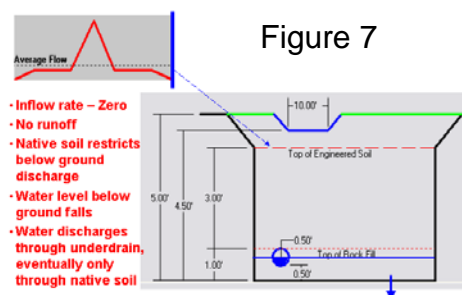 Figure 7
Average Flow
· Inflow rate – Zero
· No runoff
· Native soil restricts
below ground
discharge
· Water level below
ground falls
· Water discharges
through underdrain,
eventually only
through native soil
10.00'
Top of Engineered Soil
5.00'
4.50'
3.00'
0.50'
Top of Rock Fill
1.00'
0.50'